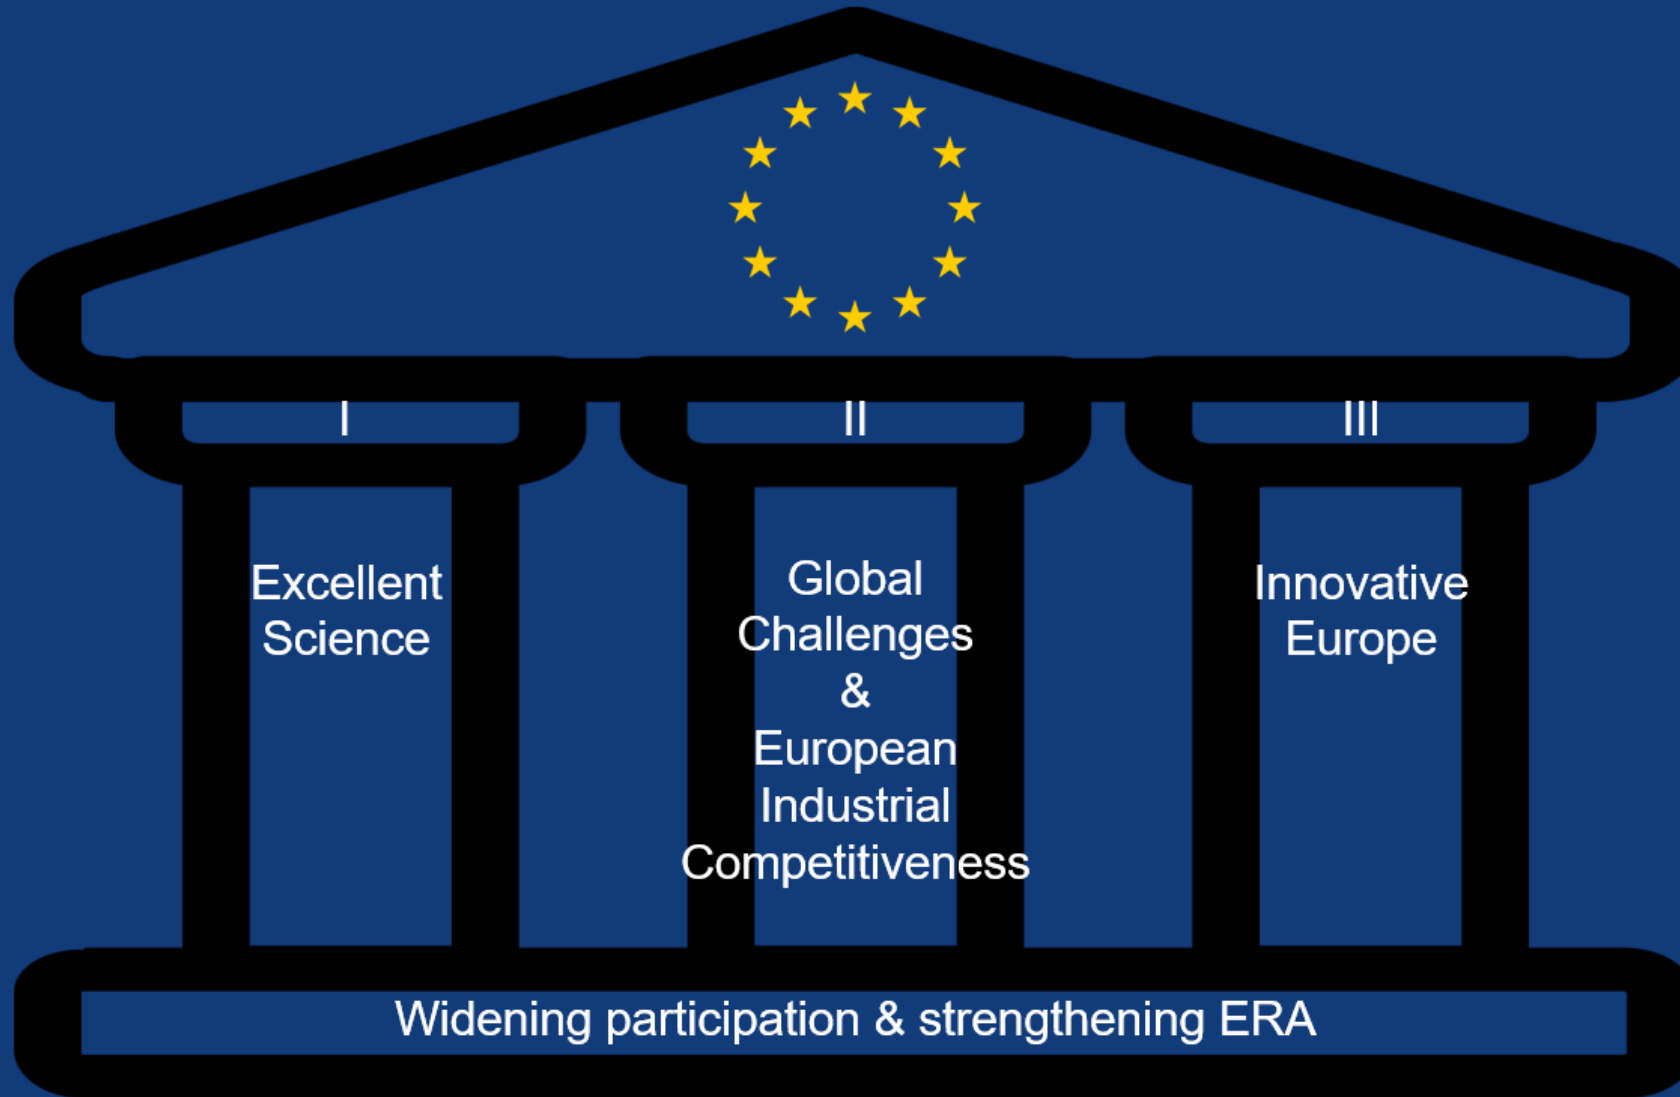 I
II
III
Excellent
Science
Global
Challenges
&
European
Industrial
Competitiveness
Innovative
Europe
Widening participation & strengthening ERA